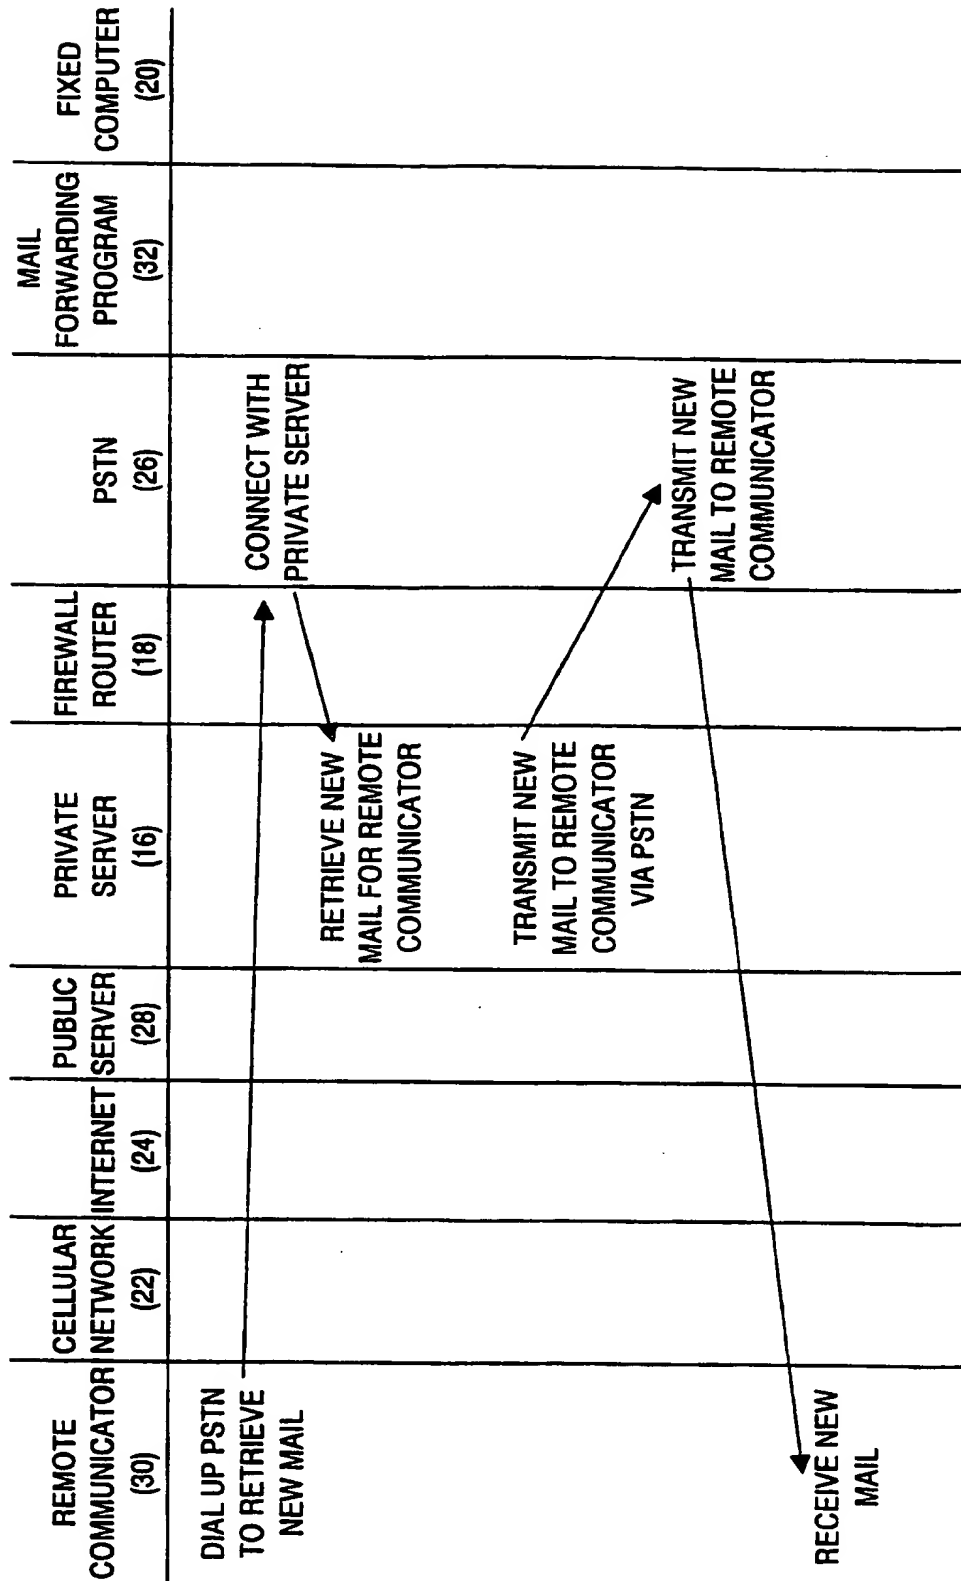 REMOTE
COMMUNICATOR
(30)
CELLULAR
NETWORK
(22)
INTERNET
(24)
PUBLIC
SERVER
(28)
PRIVATE
SERVER
(16)
FIREWALL
ROUTER
(18)
PSTN
(26)
MAIL
FORWARDING
PROGRAM
(32)
FIXED
COMPUTER
(20)
DIAL UP PSTN
TO RETRIEVE
NEW MAIL
CONNECT WITH
PRIVATE SERVER
RETRIEVE NEW
MAIL FOR REMOTE
COMMUNICATOR
TRANSMIT NEW
MAIL TO REMOTE
COMMUNICATOR
VIA PSTN
TRANSMIT NEW
MAIL TO REMOTE
COMMUNICATOR
RECEIVE NEW
MAIL